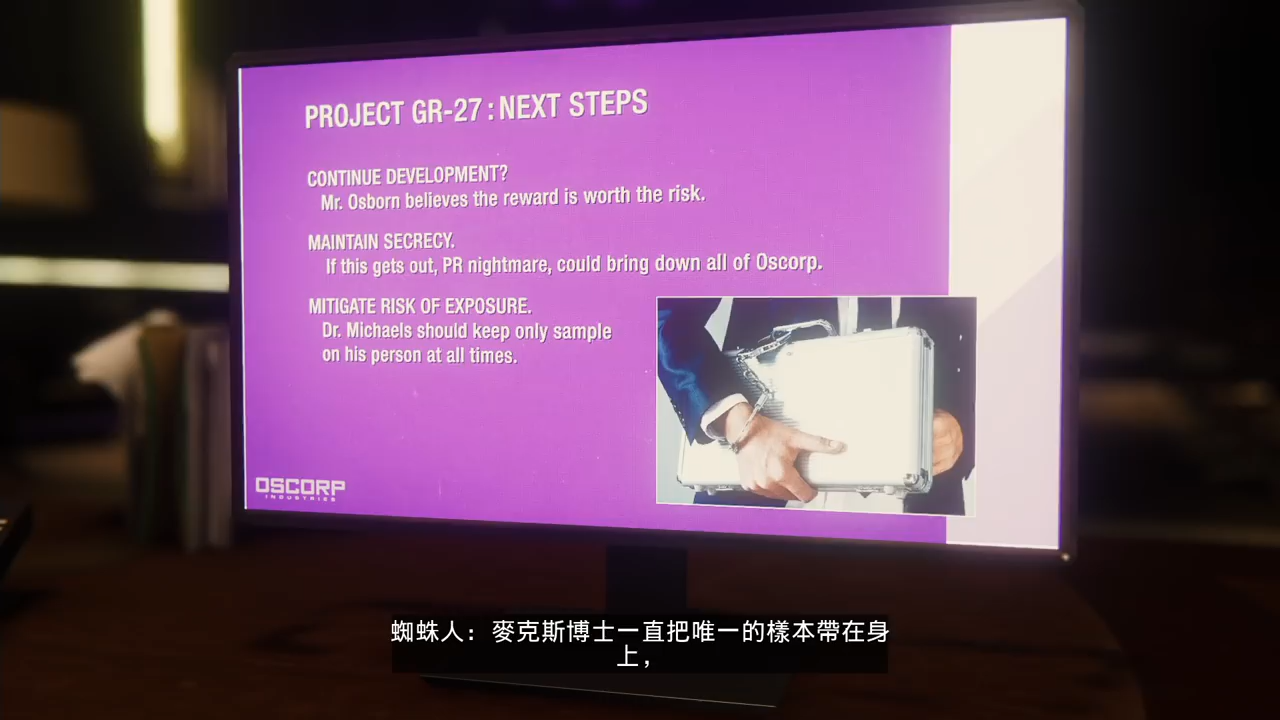 PROJECT GR-27 : NEXT STEPS
CONTINUE DEVELOPMENT?
Mr. Osborn believes the reward is worth the risk.
MAINTAIN SECRECY.
If this gets out, PR nightmare, could bring down all of Oscorp.
MITIGATE RISK OF EXPOSURE.
Dr. Michaels should keep only sample
on his person at all times.
OSCORP
INDUSTRIES
蜘蛛人：麥克斯博士一直把唯一的樣本帶在身
上，